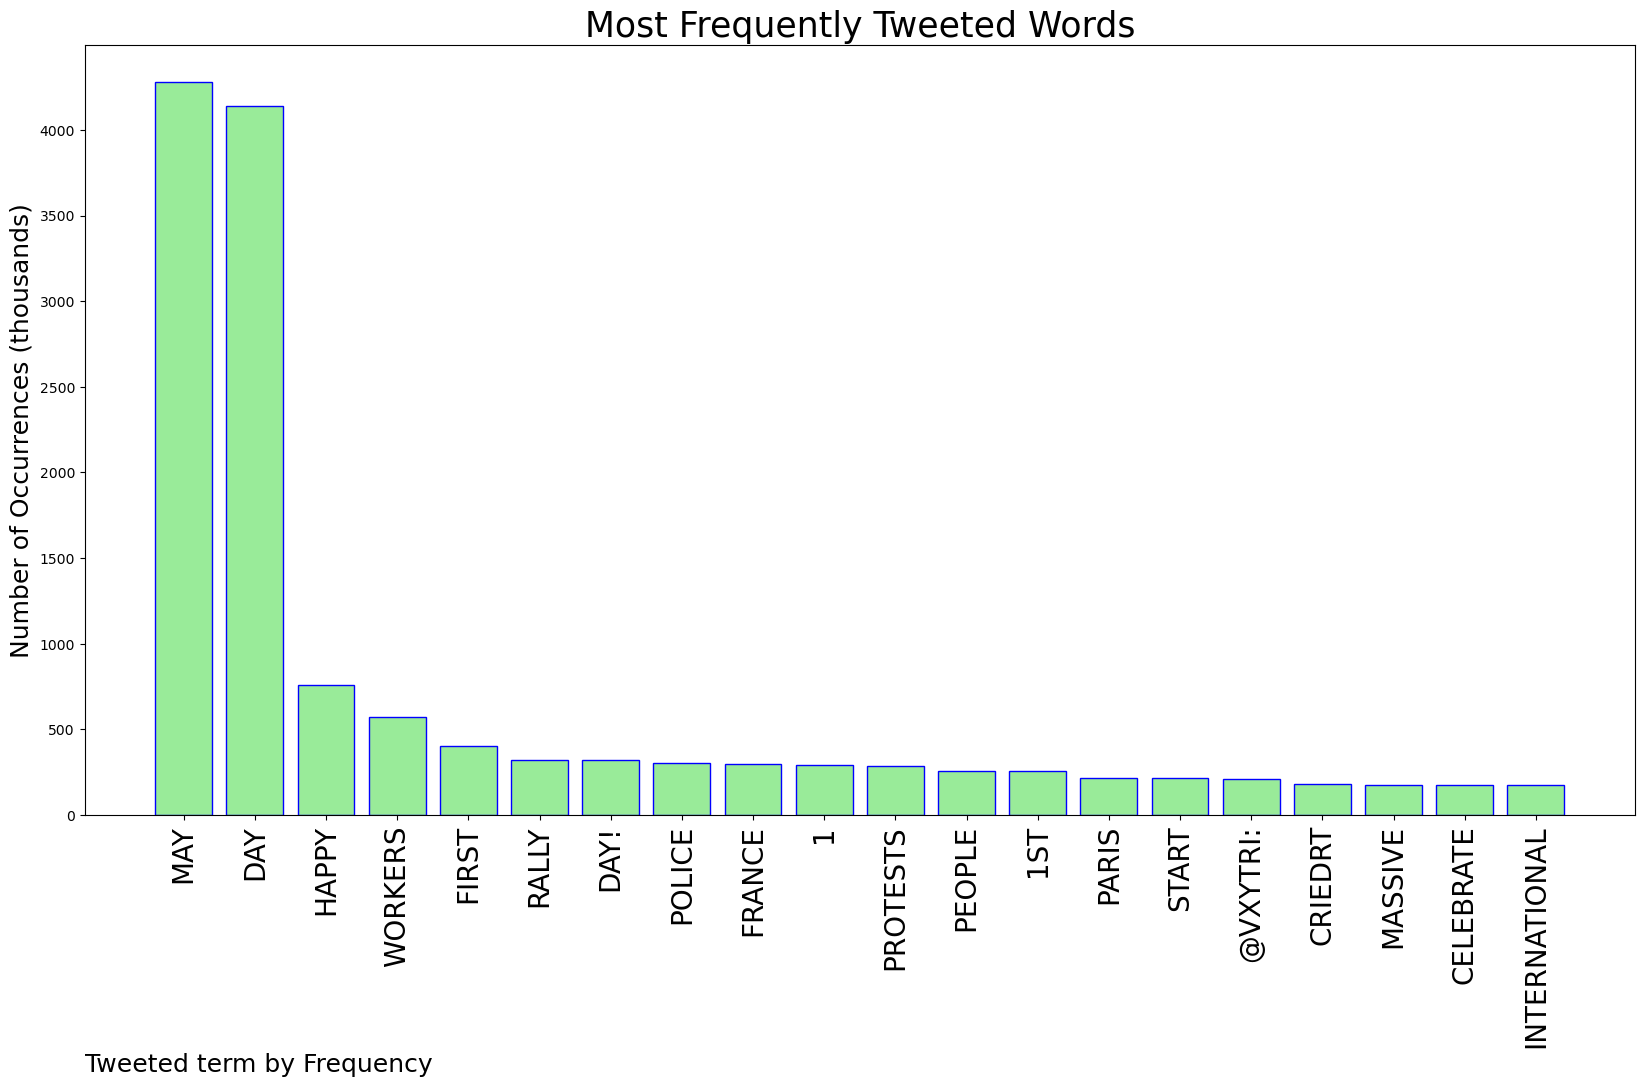 Most Frequently Tweeted Words
Number of Occurrences (thousands)
4000
3500
3000
2500
2000
1500
1000
500
0
MAY
DAY
HAPPY
WORKERS
FIRST
RALLY
DAY!
POLICE
FRANCE
1
PROTESTS
PEOPLE
1ST
PARIS
START
@VXYTRI:
CRIEDRT
MASSIVE
CELEBRATE
INTERNATIONAL
Tweeted term by Frequency